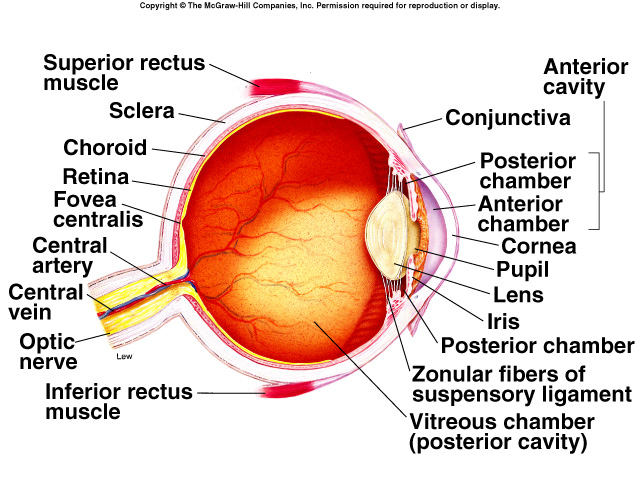 Copyright © The McGraw-Hill Companies, Inc. Permission required for reproduction or display.
Superior rectus
muscle
Sclera
Choroid
Retina
Fovea
centralis
Central
artery
Central
vein
Optic
nerve
Lew
Inferior rectus
muscle
Anterior
cavity
Conjunctiva
Posterior
chamber
Anterior
chamber
Cornea
Pupil
Lens
Iris
Posterior chamber
Zonular fibers of
suspensory ligament
Vitreous chamber
(posterior cavity)